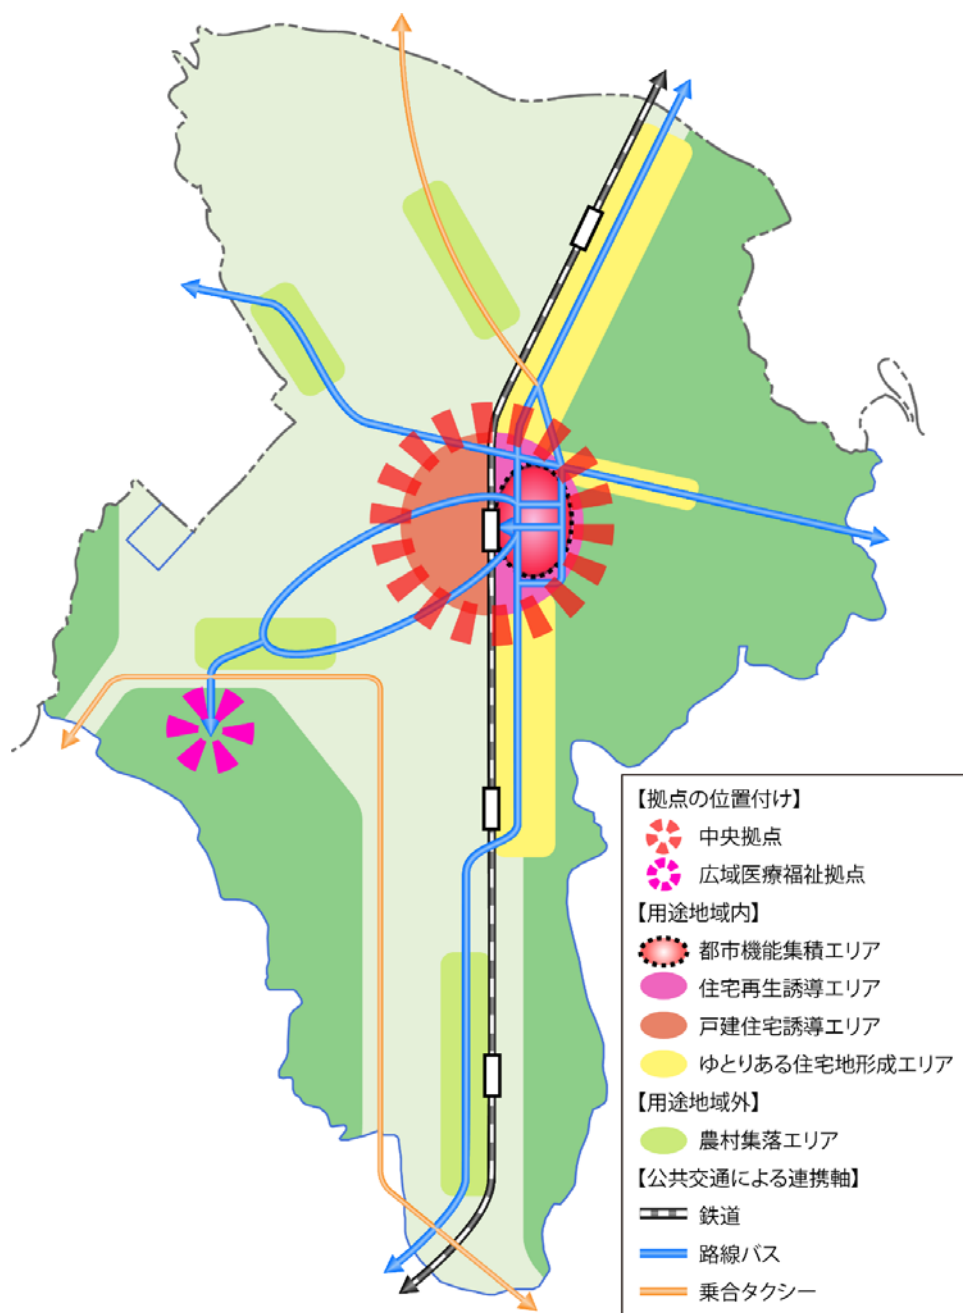 【拠点の位置付け】
中央拠点
広域医療福祉拠点
【用途地域内】
都市機能集積エリア
住宅再生誘導エリア
戸建住宅誘導エリア
ゆとりある住宅地形成エリア
【用途地域外】
農村集落エリア
【公共交通による連携軸】
鉄道
路線バス
乗合タクシー